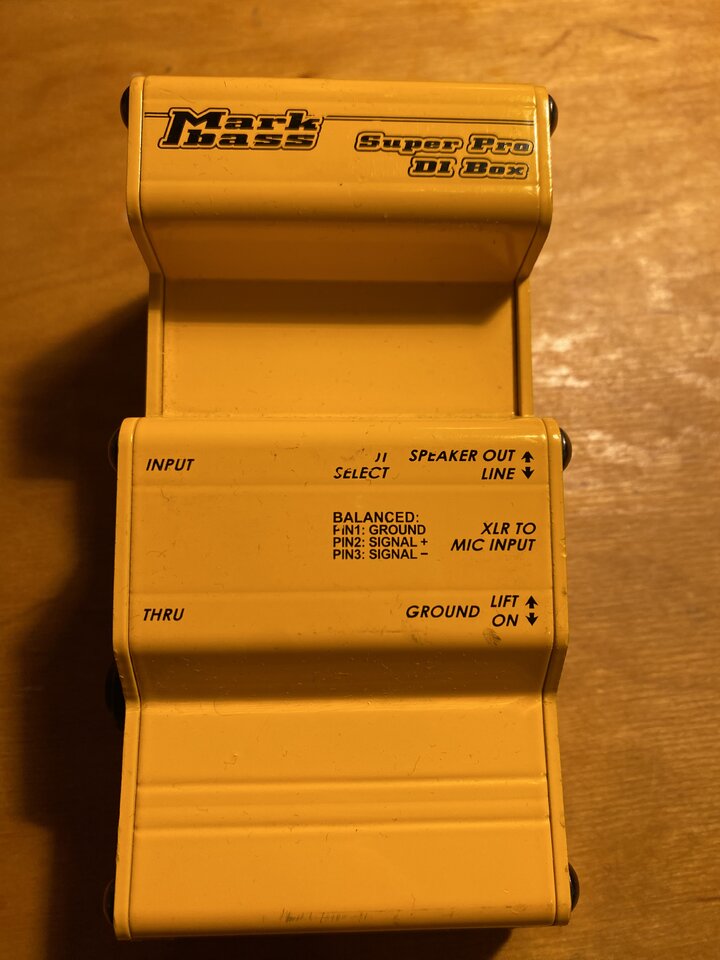 Mark
bass
Super Pro
DI Box
INPUT
SELECT
SPEAKER OUT ↑
LINE ↓
BALANCED:
PIN1: GROUND
PIN2: SIGNAL +
PIN3: SIGNAL –
XLR TO
MIC INPUT
THRU
GROUND
LIFT ↑
ON ↓